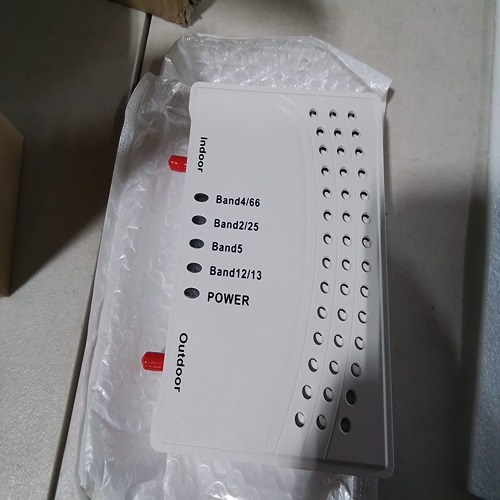 Indoor
Band4/66
Band2/25
Band5
Band12/13
POWER
Outdoor